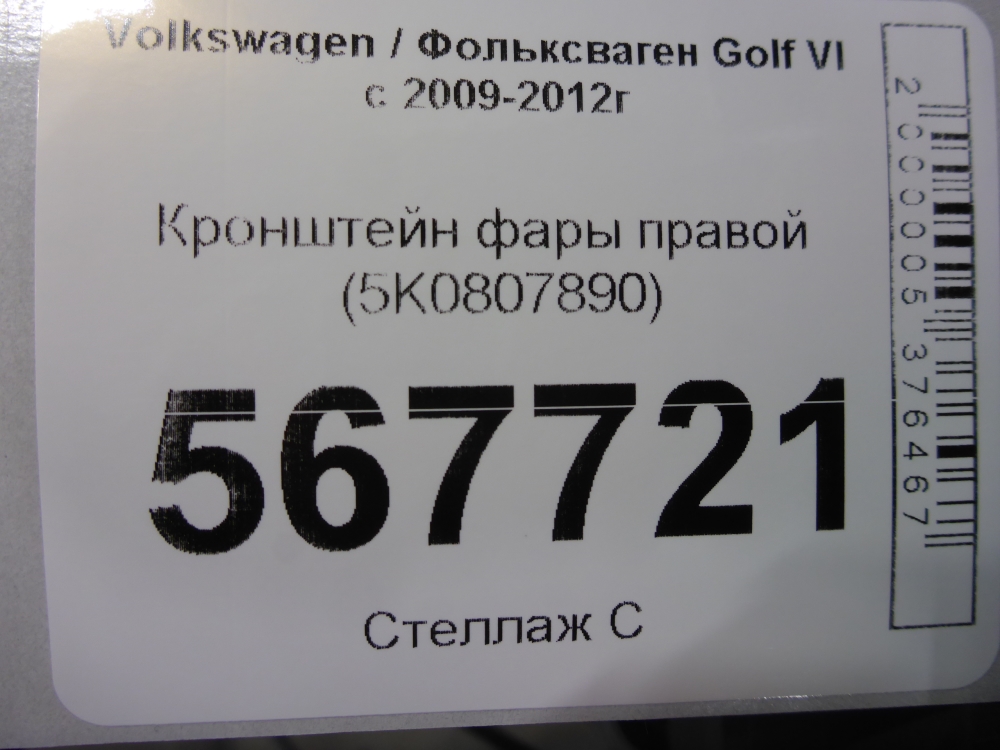 Volkswagen / Фольксваген Golf VI
с 2009-2012г
Кронштейн фары правой
(5K0807890)
567721
Стеллаж С
2000005376467